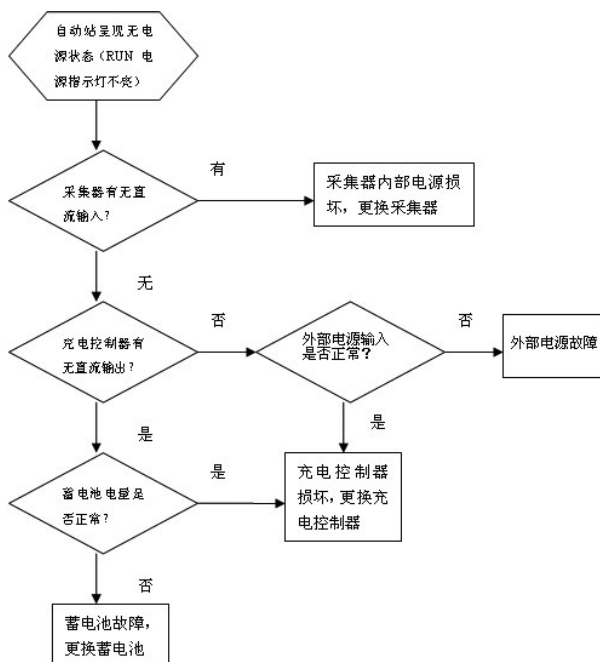 自动站呈现无电
源状态（RUN 电
源指示灯不亮）
有
采集器有无直
流输入？
采集器内部电源损
坏，更换采集器
无
充电控制器有
无直流输出？
否
外部电源输入
是否正常？
否
外部电源故障
是
是
蓄电池电量是
否正常？
是
充电控制器
损坏，更换充
电控制器
否
蓄电池故障，
更换蓄电池